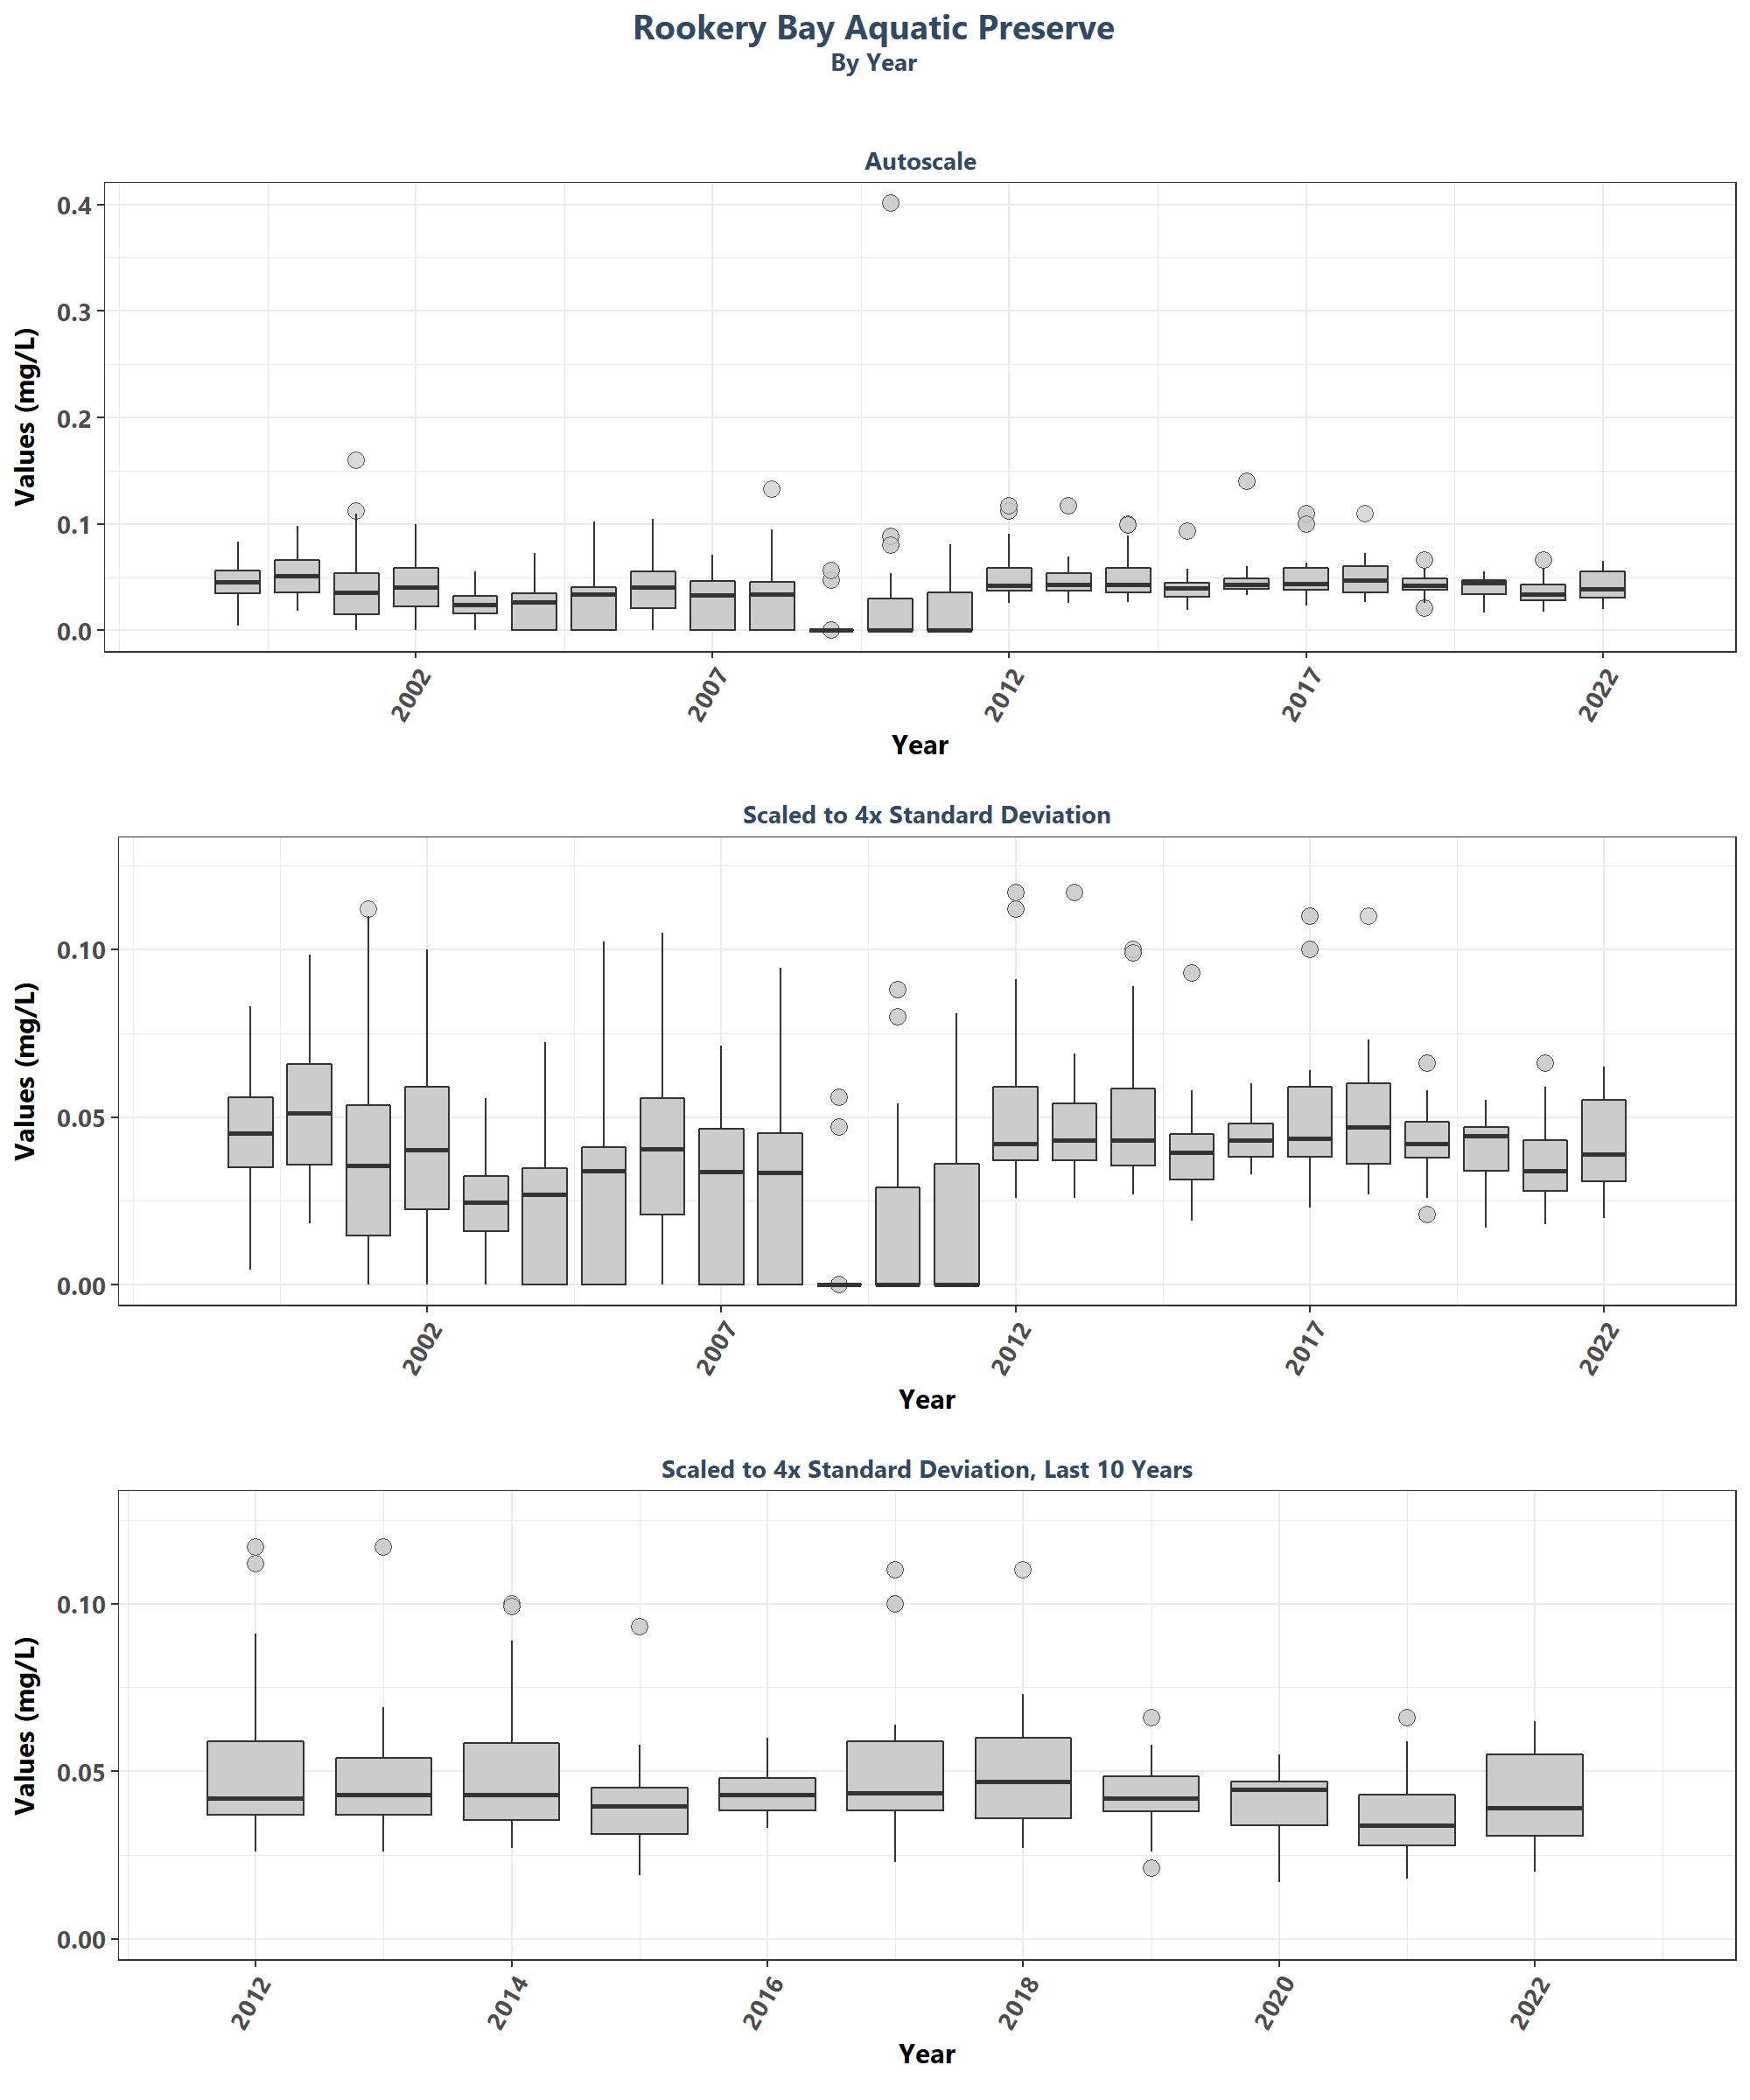 Rookery Bay Aquatic Preserve
By Year
Autoscale
Values (mg/L)
0.4
0.3
0.2
0.1
0.0
2002 2007 2012 2017 2022
Year
Scaled to 4x Standard Deviation
Values (mg/L)
0.10
0.05
0.00
2002 2007 2012 2017 2022
Year
Scaled to 4x Standard Deviation, Last 10 Years
Values (mg/L)
0.10
0.05
0.00
2012 2014 2016 2018 2020 2022
Year